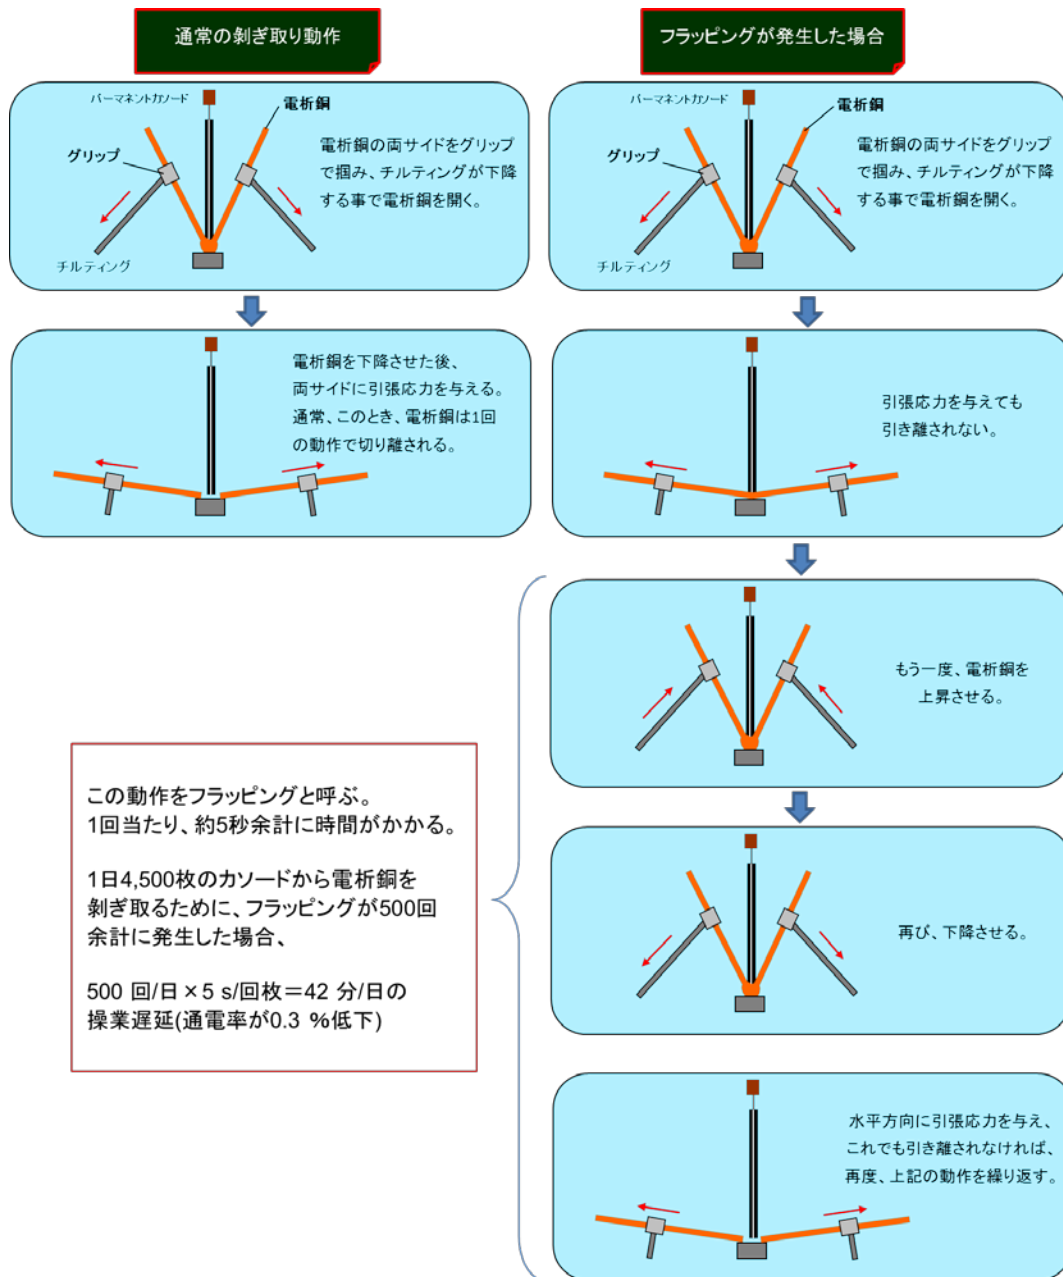 通常の剝ぎ取り動作
パーマネントカソード
電析銅
グリップ
電析銅の両サイドをグリップ
で掴み、チルティングが下降
する事で電析銅を開く。
チルティング
電析銅を下降させた後、
両サイドに引張応力を与える。
通常、このとき、電析銅は1回
の動作で切り離される。
フラッピングが発生した場合
パーマネントカソード
電析銅
グリップ
電析銅の両サイドをグリップ
で掴み、チルティングが下降
する事で電析銅を開く。
チルティング
引張応力を与えても
引き離されない。
もう一度、電析銅を
上昇させる。
再び、下降させる。
水平方向に引張応力を与え、
これでも引き離されなければ、
再度、上記の動作を繰り返す。
この動作をフラッピングと呼ぶ。
1回当たり、約5秒余計に時間がかかる。
1日4,500枚のカソードから電析銅を
剝ぎ取るために、フラッピングが500回
余計に発生した場合、
500 回/日×5 s/回枚=42 分/日の
操業遅延(通電率が0.3 %低下)